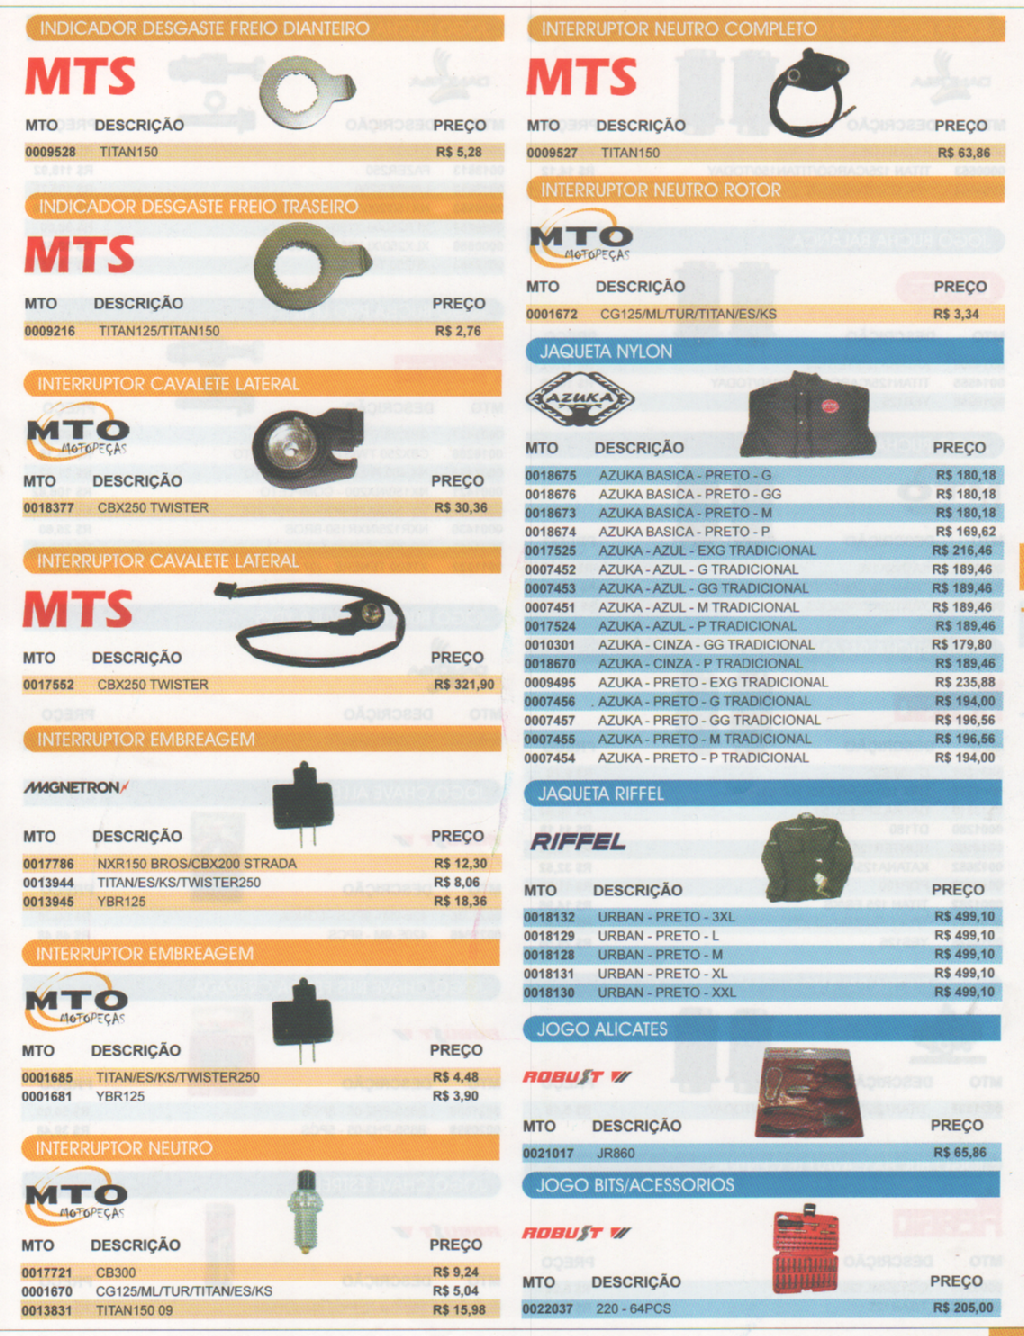 INDICADOR DESGASTE FREIO DIANTEIRO
MTS
MTO DESCRIÇÃO PREÇO
0009528 TITAN150 R$ 5,28
INDICADOR DESGASTE FREIO TRASEIRO
MTS
MTO DESCRIÇÃO PREÇO
0009216 TITAN125/TITAN150 R$ 2,76
INTERRUPTOR CAVALETE LATERAL
MTO
MOTOPEÇAS
MTO DESCRIÇÃO PREÇO
0018377 CBX250 TWISTER R$ 30,36
INTERRUPTOR CAVALETE LATERAL
MTS
MTO DESCRIÇÃO PREÇO
0017552 CBX250 TWISTER R$ 321,90
INTERRUPTOR EMBREAGEM
MAGNETRON
MTO DESCRIÇÃO PREÇO
0017786 NXR150 BROS/CBX200 STRADA R$ 12,30
0013944 TITAN/ES/KS/TWISTER250 R$ 8,06
0013945 YBR125 R$ 18,36
INTERRUPTOR EMBREAGEM
MTO
MOTOPEÇAS
MTO DESCRIÇÃO PREÇO
0001685 TITAN/ES/KS/TWISTER250 R$ 4,48
0001681 YBR125 R$ 3,90
INTERRUPTOR NEUTRO
MTO
MOTOPEÇAS
MTO DESCRIÇÃO PREÇO
0017721 CB300 R$ 9,24
0001670 CG125/ML/TUR/TITAN/ES/KS R$ 5,04
0013831 TITAN150 09 R$ 15,98
INTERRUPTOR NEUTRO COMPLETO
MTS
MTO DESCRIÇÃO PREÇO
0009527 TITAN150 R$ 63,86
INTERRUPTOR NEUTRO ROTOR
MTO
MOTOPEÇAS
MTO DESCRIÇÃO PREÇO
0001672 CG125/ML/TUR/TITAN/ES/KS R$ 3,34
JAQUETA NYLON
AZUKA
MTO DESCRIÇÃO PREÇO
0018675 AZUKA BASICA - PRETO - G R$ 180,18
0018676 AZUKA BASICA - PRETO - GG R$ 180,18
0018673 AZUKA BASICA - PRETO - M R$ 180,18
0018674 AZUKA BASICA - PRETO - P R$ 169,62
0017525 AZUKA - AZUL - EXG TRADICIONAL R$ 216,46
0007452 AZUKA - AZUL - G TRADICIONAL R$ 189,46
0007453 AZUKA - AZUL - GG TRADICIONAL R$ 189,46
0007451 AZUKA - AZUL - M TRADICIONAL R$ 189,46
0017524 AZUKA - AZUL - P TRADICIONAL R$ 189,46
0010301 AZUKA - CINZA - GG TRADICIONAL R$ 179,80
0018670 AZUKA - CINZA - P TRADICIONAL R$ 189,46
0009495 AZUKA - PRETO - EXG TRADICIONAL R$ 235,88
0007456 AZUKA - PRETO - G TRADICIONAL R$ 194,00
0007457 AZUKA - PRETO - GG TRADICIONAL R$ 196,56
0007455 AZUKA - PRETO - M TRADICIONAL R$ 196,56
0007454 AZUKA - PRETO - P TRADICIONAL R$ 194,00
JAQUETA RIFFEL
RIFFEL
MTO DESCRIÇÃO PREÇO
0018132 URBAN - PRETO - 3XL R$ 499,10
0018129 URBAN - PRETO - L R$ 499,10
0018128 URBAN - PRETO - M R$ 499,10
0018131 URBAN - PRETO - XL R$ 499,10
0018130 URBAN - PRETO - XXL R$ 499,10
JOGO ALICATES
ROBUST
MTO DESCRIÇÃO PREÇO
0021017 JR860 R$ 65,86
JOGO BITS/ACESSORIOS
ROBUST
MTO DESCRIÇÃO PREÇO
0022037 220 - 64PCS R$ 205,00